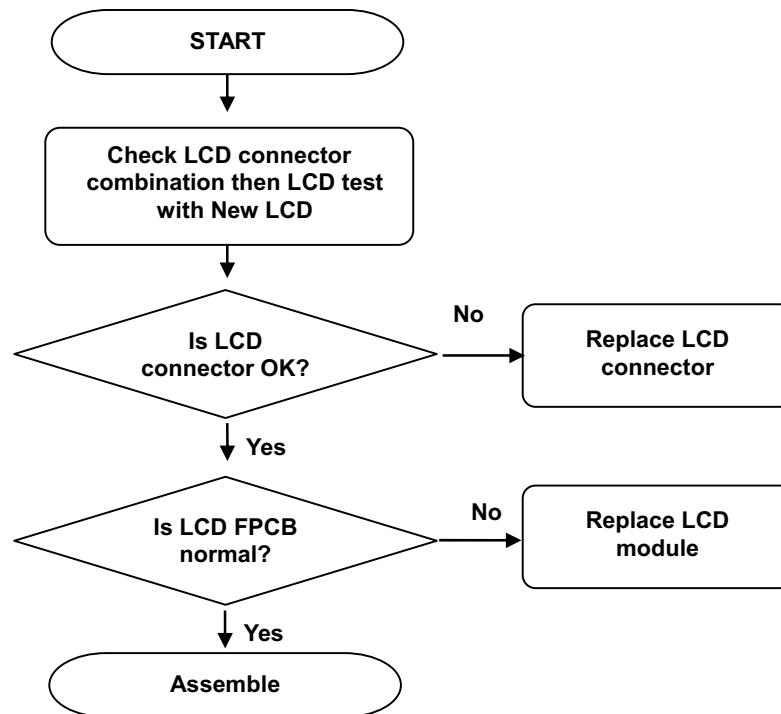 START
Check LCD connector
combination then LCD test
with New LCD
Is LCD
connector OK?
No
Replace LCD
connector
Yes
Is LCD FPCB
normal?
No
Replace LCD
module
Yes
Assemble